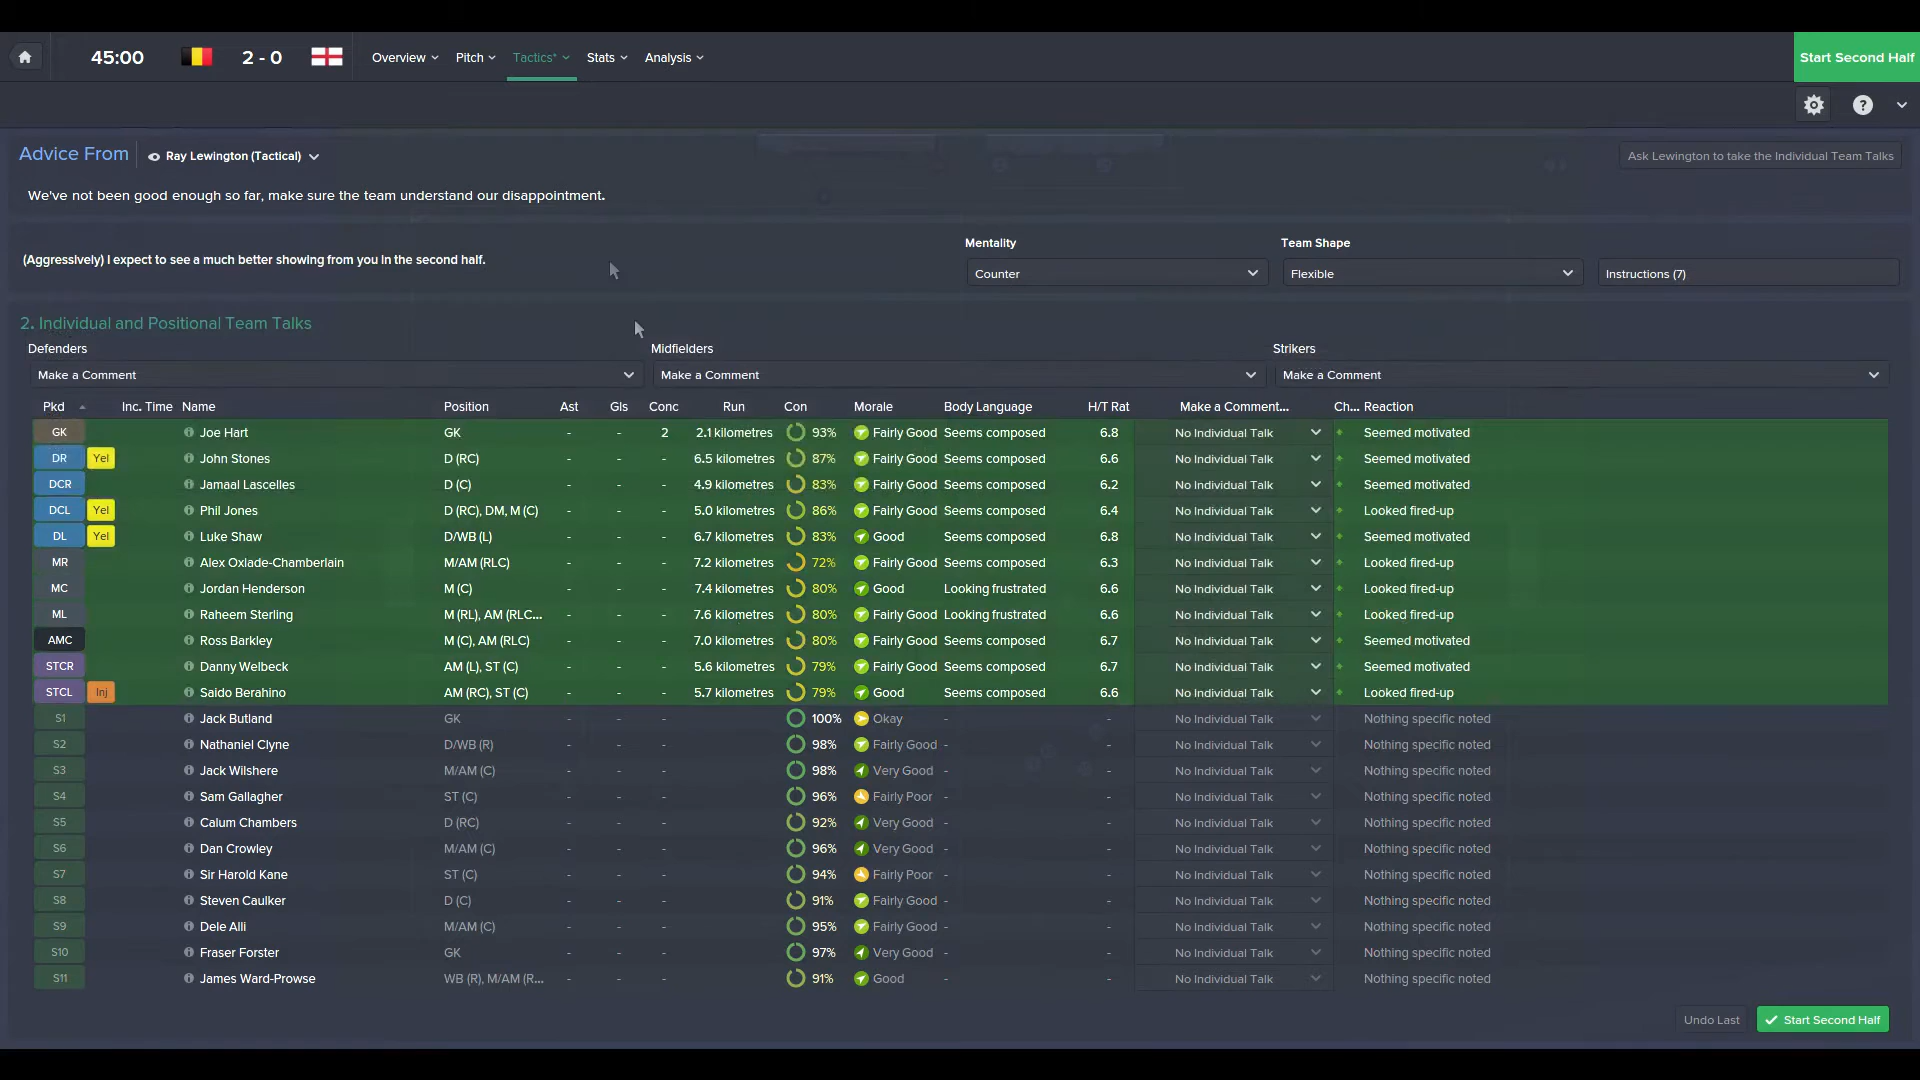 45:00 2 - 0 Overview Pitch Tactics* Stats Analysis Start Second Half
?
Advice From Ray Lewington (Tactical) Ask Lewington to take the Individual Team Talks
We've not been good enough so far, make sure the team understand our disappointment.
Mentality Team Shape
(Aggressively) I expect to see a much better showing from you in the second half.
Counter Flexible Instructions (7)
2. Individual and Positional Team Talks
Defenders Midfielders Strikers
Make a Comment Make a Comment Make a Comment
Pkd Inc. Time Name Position Ast Gls Conc Run Con Morale Body Language H/T Rat Make a Comment... Ch... Reaction
GK Joe Hart GK - - 2 2.1 kilometres 93% Fairly Good Seems composed 6.8 No Individual Talk Seemed motivated
DR Yel John Stones D (RC) - - - 6.5 kilometres 87% Fairly Good Seems composed 6.6 No Individual Talk Seemed motivated
DCR Jamaal Lascelles D (C) - - - 4.9 kilometres 83% Fairly Good Seems composed 6.2 No Individual Talk Seemed motivated
DCL Yel Phil Jones D (RC), DM, M (C) - - - 5.0 kilometres 86% Fairly Good Seems composed 6.4 No Individual Talk Looked fired-up
DL Yel Luke Shaw D/WB (L) - - - 6.7 kilometres 83% Good Seems composed 6.8 No Individual Talk Seemed motivated
MR Alex Oxlade-Chamberlain M/AM (RLC) - - - 7.2 kilometres 72% Fairly Good Seems composed 6.3 No Individual Talk Looked fired-up
MC Jordan Henderson M (C) - - - 7.4 kilometres 80% Good Looking frustrated 6.6 No Individual Talk Looked fired-up
ML Raheem Sterling M (RL), AM (RLC... - - - 7.6 kilometres 80% Fairly Good Looking frustrated 6.6 No Individual Talk Looked fired-up
AMC Ross Barkley M (C), AM (RLC) - - - 7.0 kilometres 80% Fairly Good Seems composed 6.7 No Individual Talk Seemed motivated
STCR Danny Welbeck AM (L), ST (C) - - - 5.6 kilometres 79% Fairly Good Seems composed 6.7 No Individual Talk Seemed motivated
STCL Inj Saido Berahino AM (RC), ST (C) - - - 5.7 kilometres 79% Good Seems composed 6.6 No Individual Talk Looked fired-up
S1 Jack Butland GK - - - 100% Okay - - No Individual Talk Nothing specific noted
S2 Nathaniel Clyne D/WB (R) - - - 98% Fairly Good - - No Individual Talk Nothing specific noted
S3 Jack Wilshere M/AM (C) - - - 98% Very Good - - No Individual Talk Nothing specific noted
S4 Sam Gallagher ST (C) - - - 96% Fairly Poor - - No Individual Talk Nothing specific noted
S5 Calum Chambers D (RC) - - - 92% Very Good - - No Individual Talk Nothing specific noted
S6 Dan Crowley M/AM (C) - - - 96% Very Good - - No Individual Talk Nothing specific noted
S7 Sir Harold Kane ST (C) - - - 94% Fairly Poor - - No Individual Talk Nothing specific noted
S8 Steven Caulker D (C) - - - 91% Fairly Good - - No Individual Talk Nothing specific noted
S9 Dele Alli M/AM (C) - - - 95% Fairly Good - - No Individual Talk Nothing specific noted
S10 Fraser Forster GK - - - 97% Very Good - - No Individual Talk Nothing specific noted
S11 James Ward-Prowse WB (R), M/AM (R... - - - 91% Good - - No Individual Talk Nothing specific noted
Undo Last Start Second Half